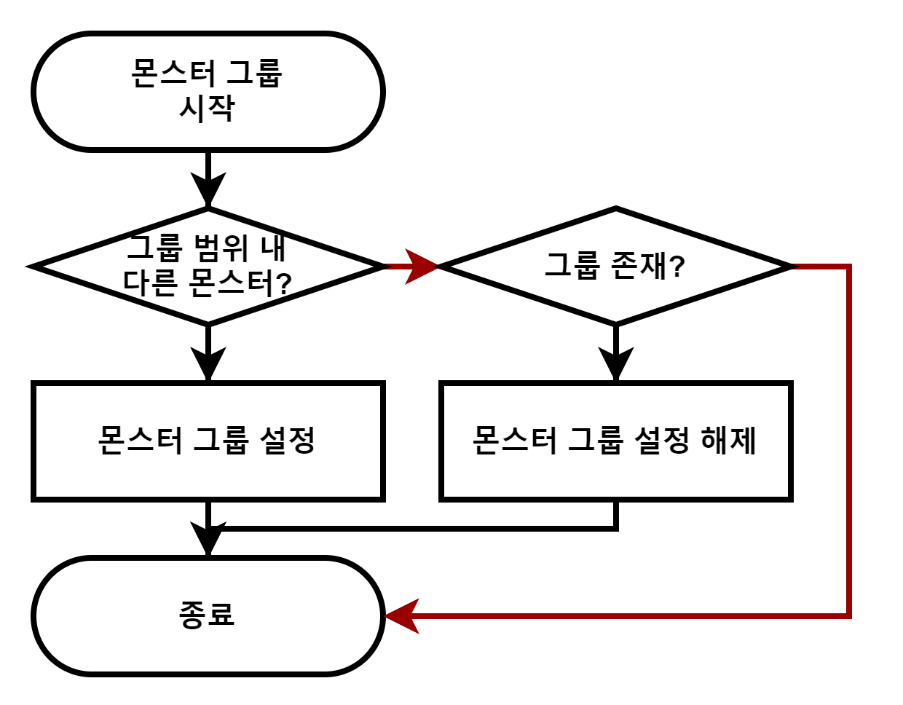 몬스터 그룹
시작
그룹 범위 내
다른 몬스터?
그룹 존재?
몬스터 그룹 설정
몬스터 그룹 설정 해제
종료